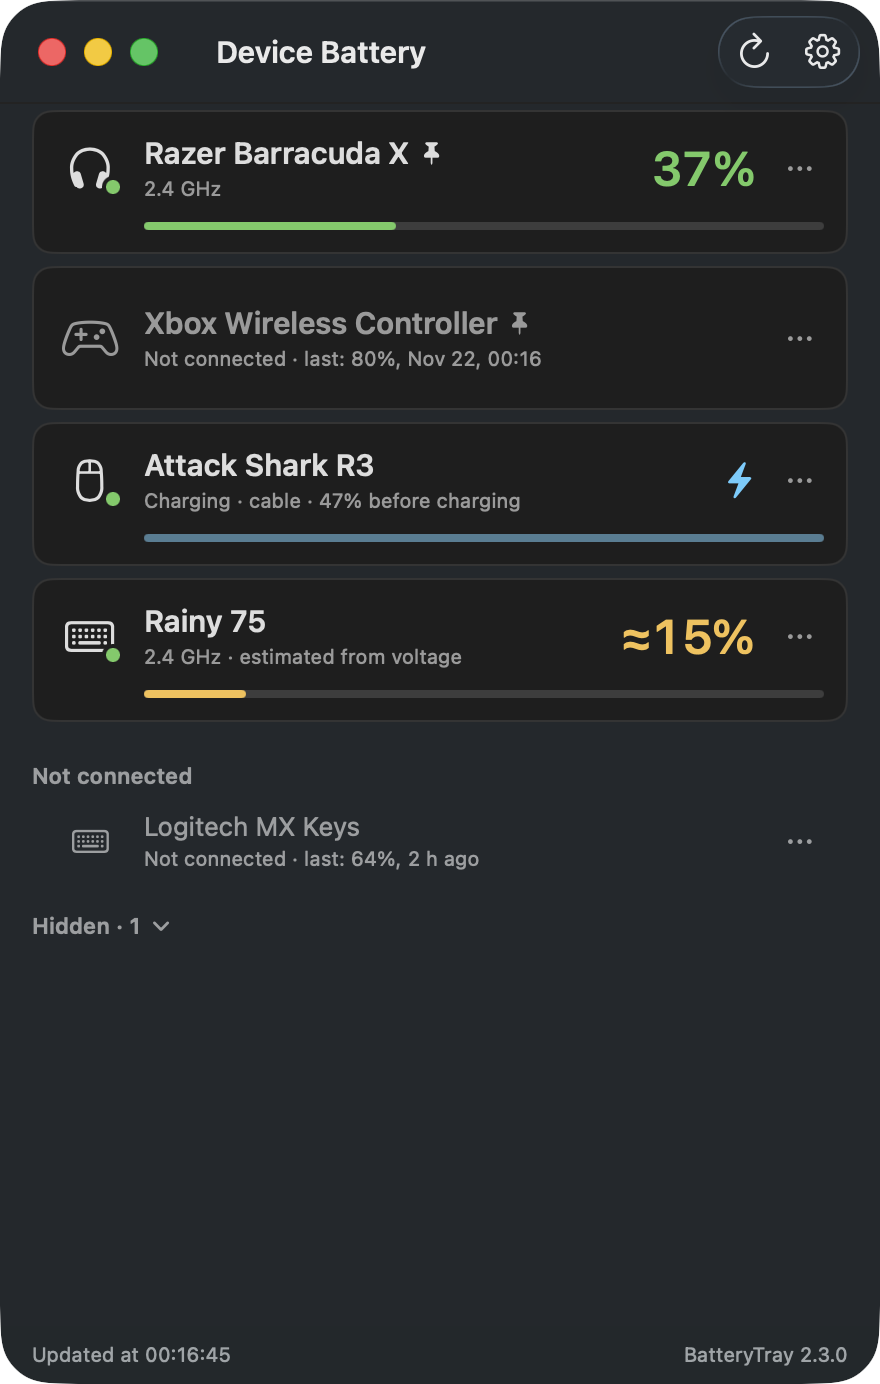 Device Battery
Razer Barracuda X
37%
2.4 GHz
Xbox Wireless Controller
Not connected · last: 80%, Nov 22, 00:16
Attack Shark R3
Charging · cable · 47% before charging
Rainy 75
≈15%
2.4 GHz · estimated from voltage
Not connected
Logitech MX Keys
Not connected · last: 64%, 2 h ago
Hidden · 1
Updated at 00:16:45
BatteryTray 2.3.0